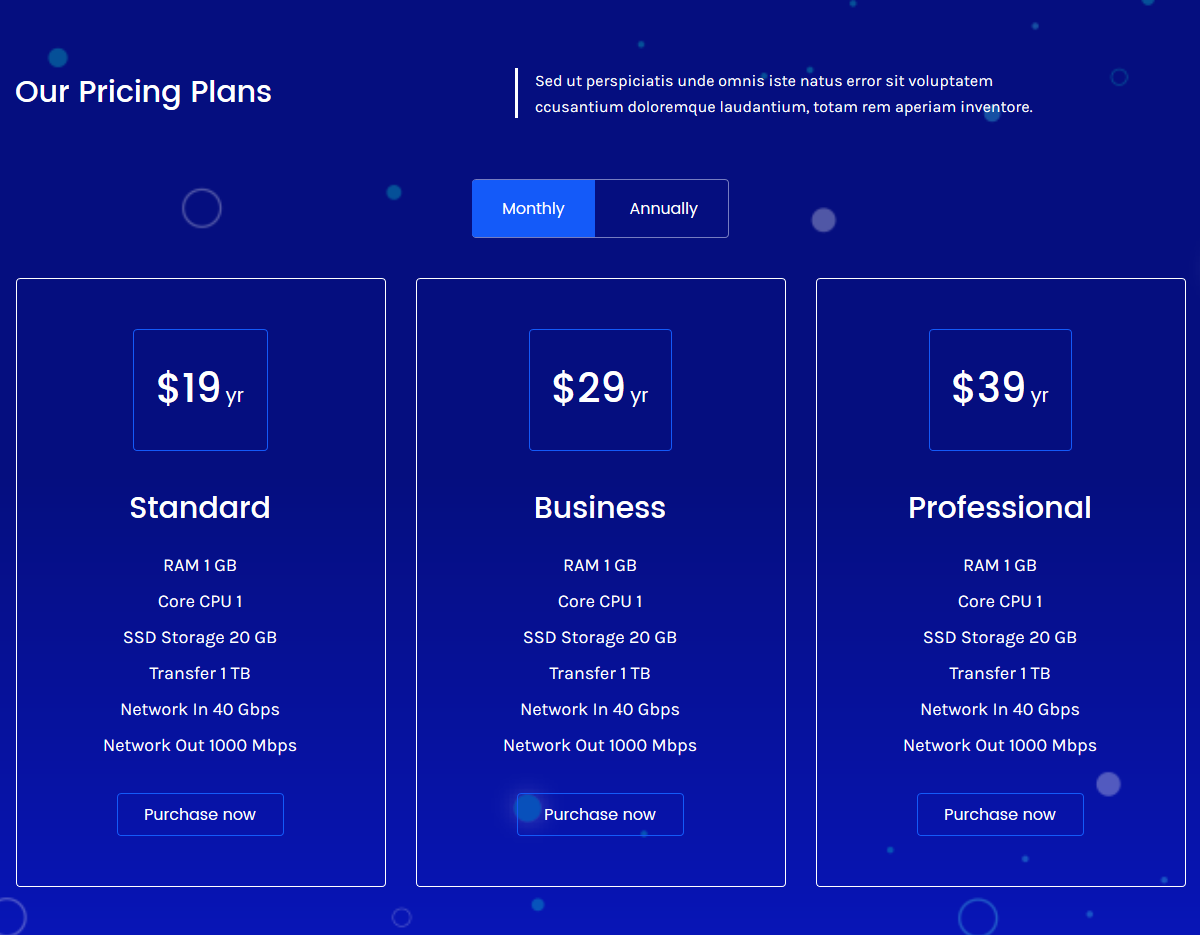 Our Pricing Plans
Sed ut perspiciatis unde omnis iste natus error sit voluptatem
ccusantium doloremque laudantium, totam rem aperiam inventore.
Monthly
Annually
$19 yr
Standard
RAM 1 GB
Core CPU 1
SSD Storage 20 GB
Transfer 1 TB
Network In 40 Gbps
Network Out 1000 Mbps
Purchase now
$29 yr
Business
RAM 1 GB
Core CPU 1
SSD Storage 20 GB
Transfer 1 TB
Network In 40 Gbps
Network Out 1000 Mbps
Purchase now
$39 yr
Professional
RAM 1 GB
Core CPU 1
SSD Storage 20 GB
Transfer 1 TB
Network In 40 Gbps
Network Out 1000 Mbps
Purchase now